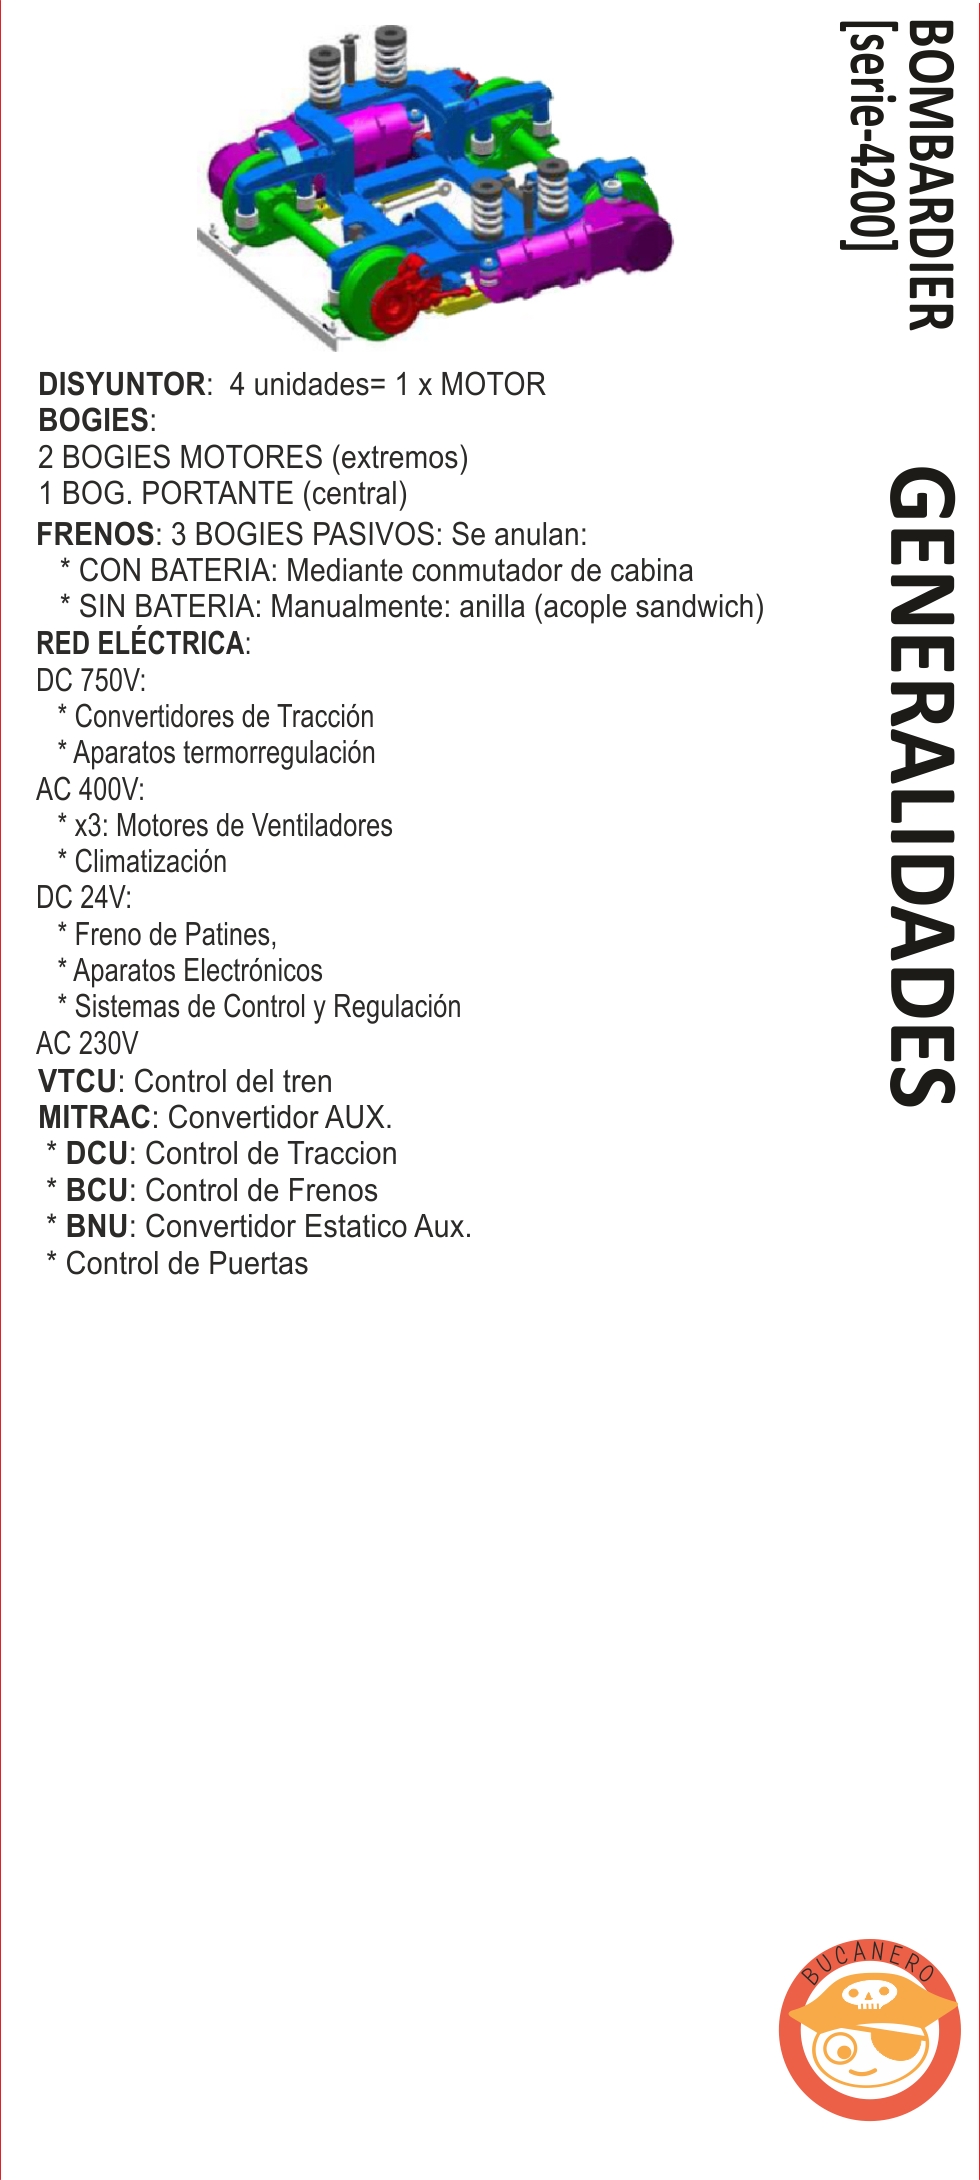 BOMBARDIER
[serie-4200]
GENERALIDADES
DISYUNTOR:  4 unidades= 1 x MOTOR
BOGIES:
2 BOGIES MOTORES (extremos)
1 BOG. PORTANTE (central)
FRENOS: 3 BOGIES PASIVOS: Se anulan:
* CON BATERIA: Mediante conmutador de cabina
* SIN BATERIA: Manualmente: anilla (acople sandwich)
RED ELÉCTRICA:
DC 750V:
* Convertidores de Tracción
* Aparatos termorregulación
AC 400V:
* x3: Motores de Ventiladores
* Climatización
DC 24V:
* Freno de Patines,
* Aparatos Electrónicos
* Sistemas de Control y Regulación
AC 230V
VTCU: Control del tren
MITRAC: Convertidor AUX.
* DCU: Control de Traccion
* BCU: Control de Frenos
* BNU: Convertidor Estatico Aux.
* Control de Puertas
BUCANERO